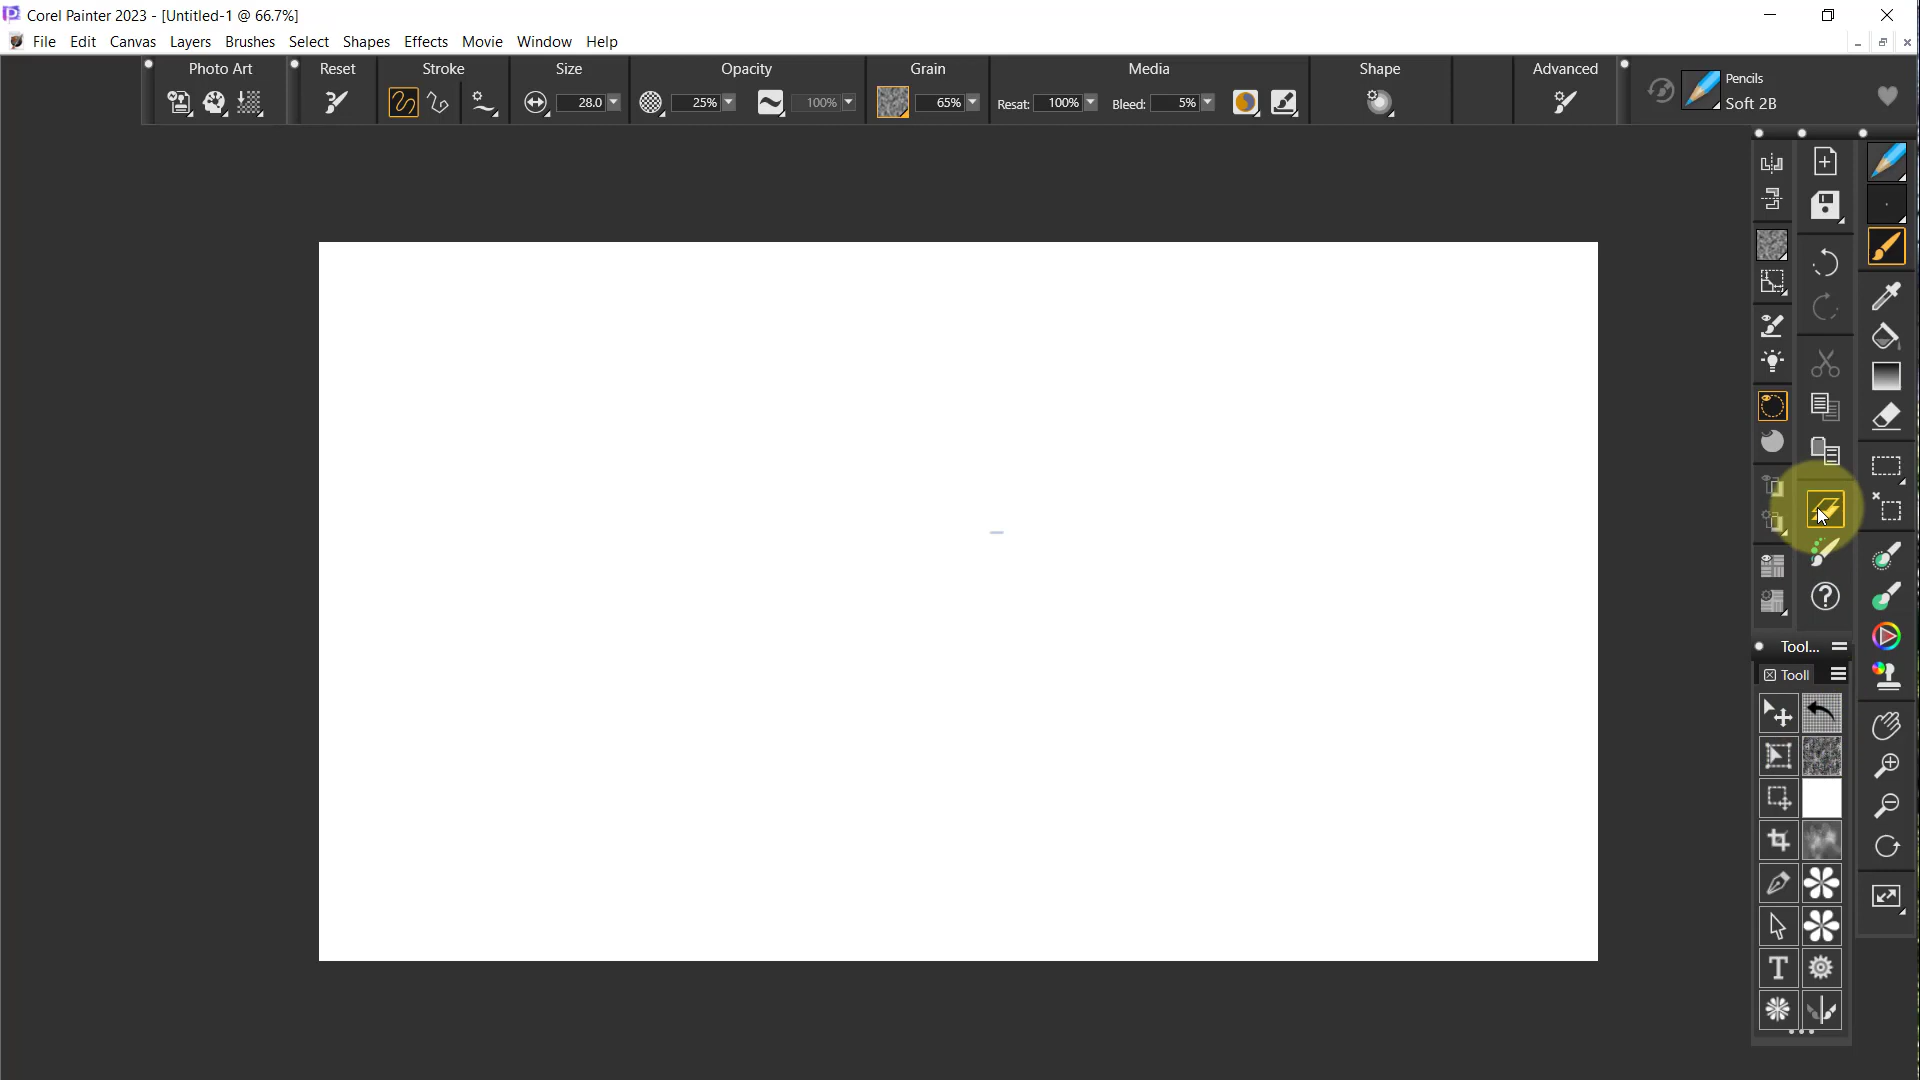 Corel Painter 2023 - [Untitled-1 @ 66.7%]
File Edit Canvas Layers Brushes Select Shapes Effects Movie Window Help
Photo Art Reset Stroke Size Opacity Grain Media Shape Advanced
Pencils
Soft 2B
28.0 25% 100% 65% Resat: 100% Bleed: 5%
Tool...
Tooll